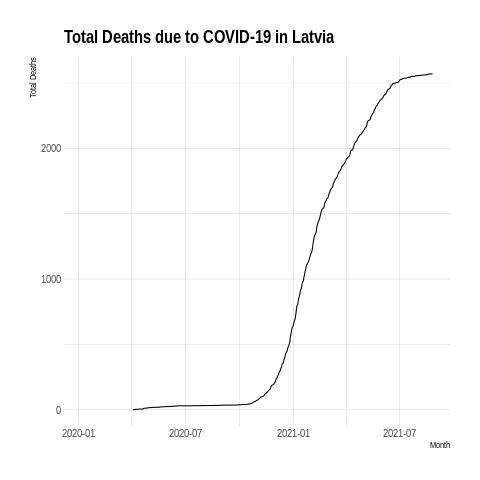 Total Deaths due to COVID-19 in Latvia
Total Deaths
2000
1000
0
2020-01 2020-07 2021-01 2021-07
Month